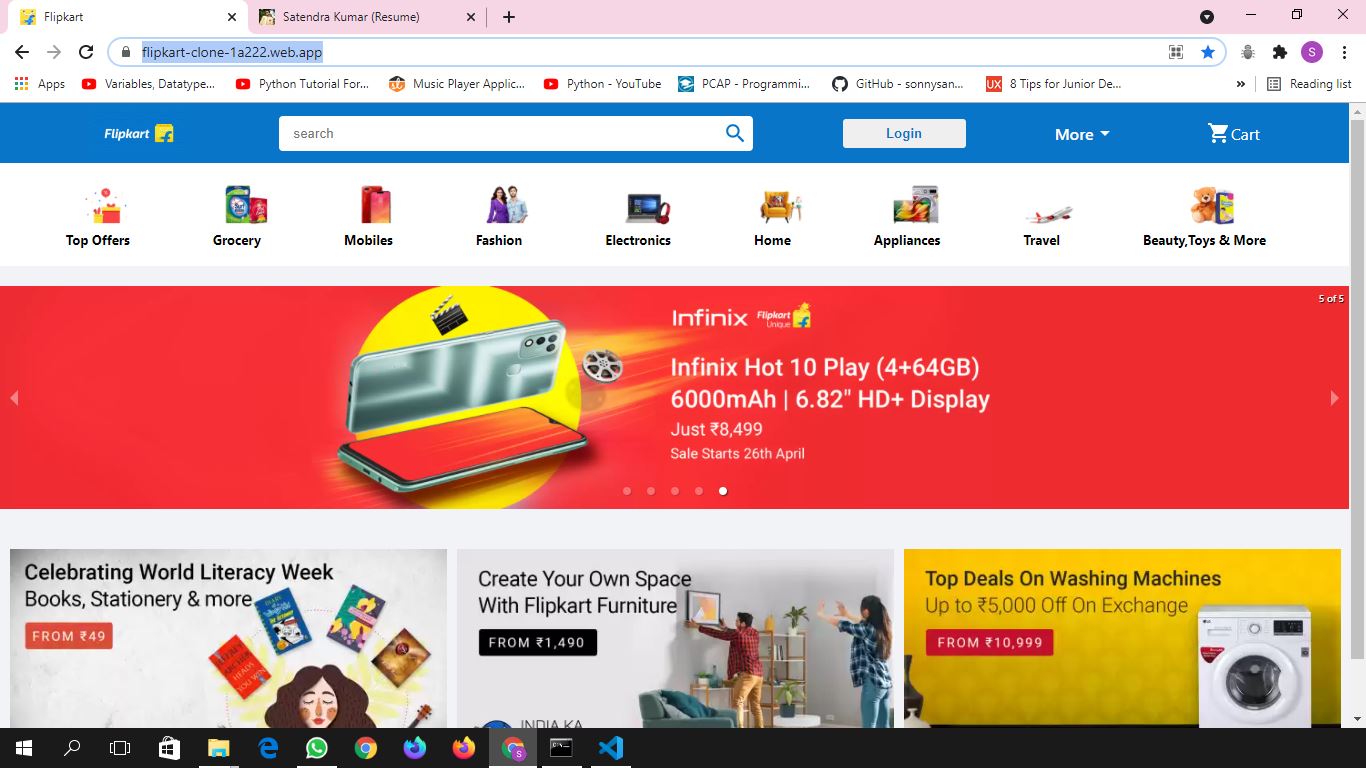 Flipkart
Satendra Kumar (Resume)
flipkart-clone-1a222.web.app
S
Apps
Variables, Datatype...
Python Tutorial For...
Music Player Applic...
Python - YouTube
PCAP - Programmi...
GitHub - sonnysan...
UX
8 Tips for Junior De...
»
Reading list
Flipkart
search
Login
More
Cart
Top Offers
Grocery
Mobiles
Fashion
Electronics
Home
Appliances
Travel
Beauty,Toys & More
5 of 5
Infinix
Flipkart
Unique
Infinix Hot 10 Play (4+64GB)
6000mAh | 6.82" HD+ Display
Just ₹8,499
Sale Starts 26th April
Celebrating World Literacy Week
Books, Stationery & more
FROM ₹49
Create Your Own Space
With Flipkart Furniture
FROM ₹1,490
INDIA KA
Top Deals On Washing Machines
Up to ₹5,000 Off On Exchange
FROM ₹10,999
LG
S